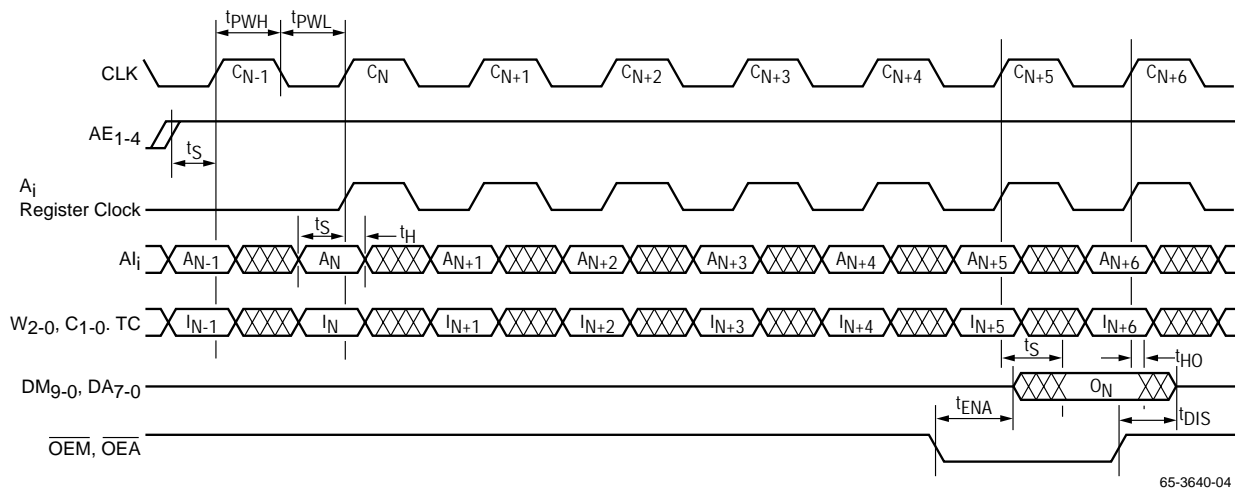 tPWH tPWL
CLK CN-1 CN CN+1 CN+2 CN+3 CN+4 CN+5 CN+6
AE1-4
tS
Ai
Register Clock
tS tH
AIi AN-1 AN AN+1 AN+2 AN+3 AN+4 AN+5 AN+6
W2-0, C1-0. TC IN-1 IN IN+1 IN+2 IN+3 IN+4 IN+5 IN+6
tS tHO
DM9-0, DA7-0 ON
tENA tDIS
OEM, OEA
65-3640-04